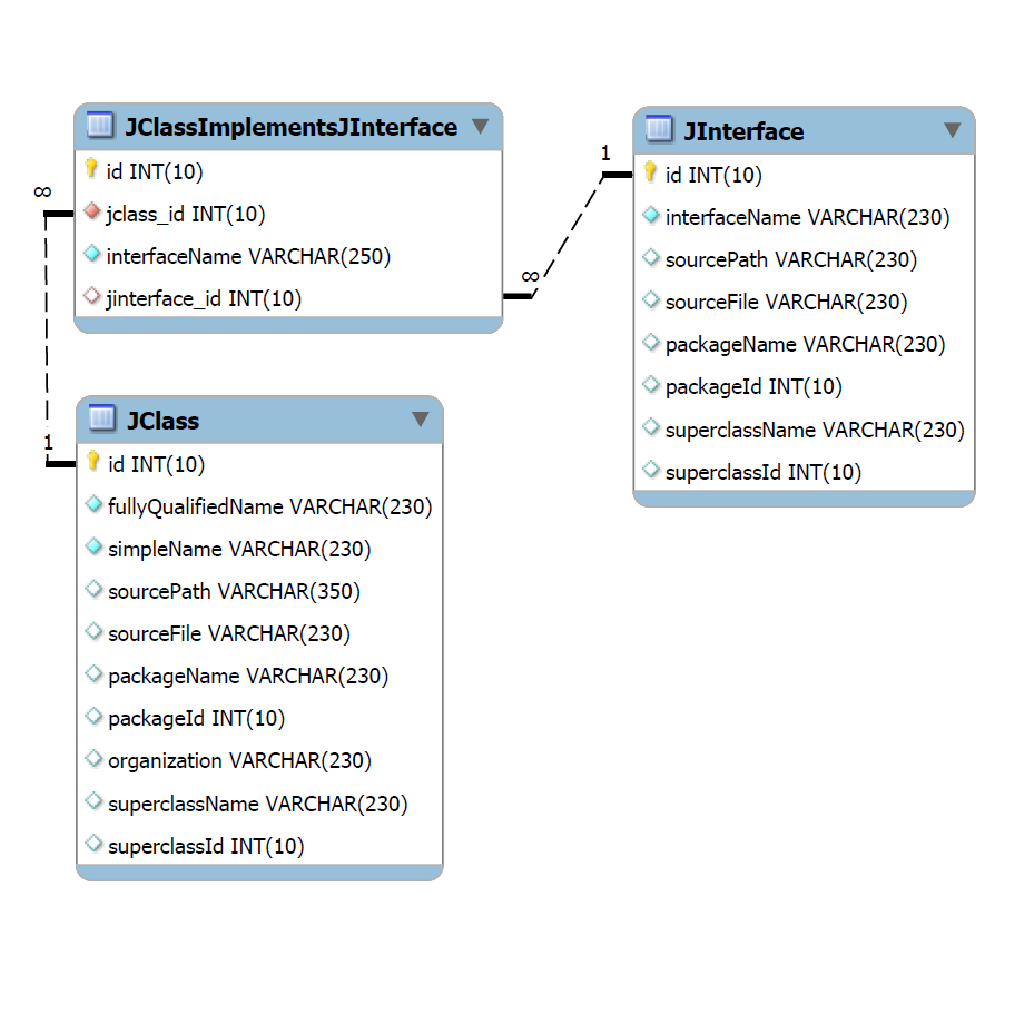 JClassImplementsJInterface
id INT(10)
jclass_id INT(10)
interfaceName VARCHAR(250)
jinterface_id INT(10)
∞
∞
1
1
JInterface
id INT(10)
interfaceName VARCHAR(230)
sourcePath VARCHAR(230)
sourceFile VARCHAR(230)
packageName VARCHAR(230)
packageId INT(10)
superclassName VARCHAR(230)
superclassId INT(10)
JClass
id INT(10)
fullyQualifiedName VARCHAR(230)
simpleName VARCHAR(230)
sourcePath VARCHAR(350)
sourceFile VARCHAR(230)
packageName VARCHAR(230)
packageId INT(10)
organization VARCHAR(230)
superclassName VARCHAR(230)
superclassId INT(10)